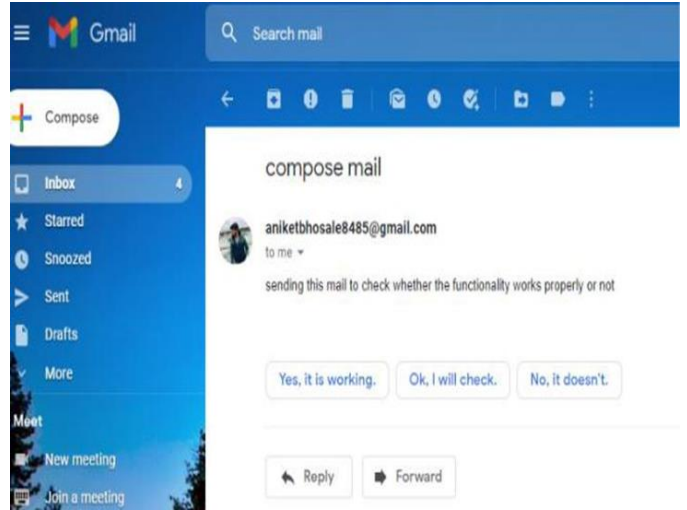 Gmail
Search mail
Compose
Inbox 4
Starred
Snoozed
Sent
Drafts
More
Meet
New meeting
Join a meeting
compose mail
aniketbhosale8485@gmail.com
to me
sending this mail to check whether the functionality works properly or not
Yes, it is working. Ok, I will check. No, it doesn't.
Reply Forward